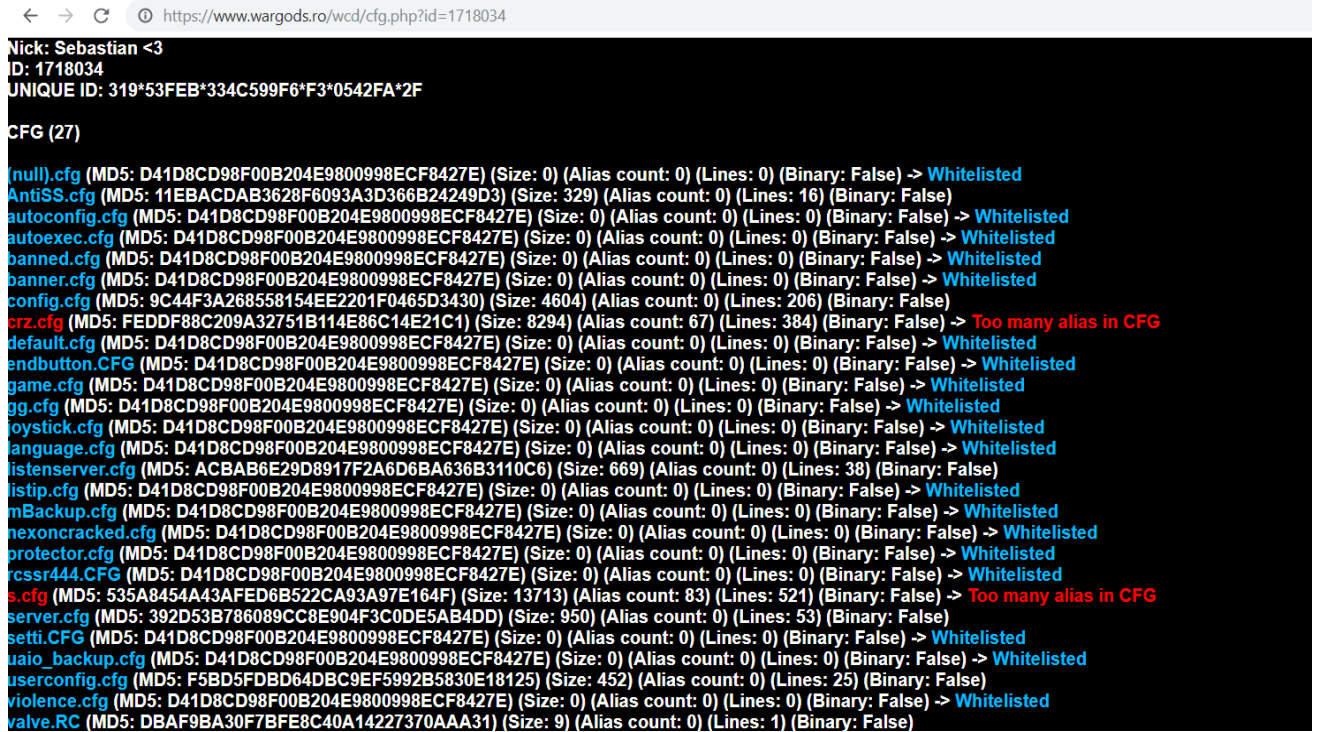 https://www.wargods.ro/wcd/cfg.php?id=1718034
Nick: Sebastian <3
ID: 1718034
UNIQUE ID: 319*53FEB*334C599F6*F3*0542FA*2F
CFG (27)
(null).cfg (MD5: D41D8CD98F00B204E9800998ECF8427E) (Size: 0) (Alias count: 0) (Lines: 0) (Binary: False) -> Whitelisted
AntiSS.cfg (MD5: 11EBACDAB3628F6093A3D366B24249D3) (Size: 329) (Alias count: 0) (Lines: 16) (Binary: False)
autoconfig.cfg (MD5: D41D8CD98F00B204E9800998ECF8427E) (Size: 0) (Alias count: 0) (Lines: 0) (Binary: False) -> Whitelisted
autoexec.cfg (MD5: D41D8CD98F00B204E9800998ECF8427E) (Size: 0) (Alias count: 0) (Lines: 0) (Binary: False) -> Whitelisted
banned.cfg (MD5: D41D8CD98F00B204E9800998ECF8427E) (Size: 0) (Alias count: 0) (Lines: 0) (Binary: False) -> Whitelisted
banner.cfg (MD5: D41D8CD98F00B204E9800998ECF8427E) (Size: 0) (Alias count: 0) (Lines: 0) (Binary: False) -> Whitelisted
config.cfg (MD5: 9C44F3A268558154EE2201F0465D3430) (Size: 4604) (Alias count: 0) (Lines: 206) (Binary: False)
crz.cfg (MD5: FEDDF88C209A32751B114E86C14E21C1) (Size: 8294) (Alias count: 67) (Lines: 384) (Binary: False) -> Too many alias in CFG
default.cfg (MD5: D41D8CD98F00B204E9800998ECF8427E) (Size: 0) (Alias count: 0) (Lines: 0) (Binary: False) -> Whitelisted
endbutton.CFG (MD5: D41D8CD98F00B204E9800998ECF8427E) (Size: 0) (Alias count: 0) (Lines: 0) (Binary: False) -> Whitelisted
game.cfg (MD5: D41D8CD98F00B204E9800998ECF8427E) (Size: 0) (Alias count: 0) (Lines: 0) (Binary: False) -> Whitelisted
gg.cfg (MD5: D41D8CD98F00B204E9800998ECF8427E) (Size: 0) (Alias count: 0) (Lines: 0) (Binary: False) -> Whitelisted
joystick.cfg (MD5: D41D8CD98F00B204E9800998ECF8427E) (Size: 0) (Alias count: 0) (Lines: 0) (Binary: False) -> Whitelisted
language.cfg (MD5: D41D8CD98F00B204E9800998ECF8427E) (Size: 0) (Alias count: 0) (Lines: 0) (Binary: False) -> Whitelisted
listenserver.cfg (MD5: ACBAB6E29D8917F2A6D6BA636B3110C6) (Size: 669) (Alias count: 0) (Lines: 38) (Binary: False)
listip.cfg (MD5: D41D8CD98F00B204E9800998ECF8427E) (Size: 0) (Alias count: 0) (Lines: 0) (Binary: False) -> Whitelisted
mBackup.cfg (MD5: D41D8CD98F00B204E9800998ECF8427E) (Size: 0) (Alias count: 0) (Lines: 0) (Binary: False) -> Whitelisted
nexoncracked.cfg (MD5: D41D8CD98F00B204E9800998ECF8427E) (Size: 0) (Alias count: 0) (Lines: 0) (Binary: False) -> Whitelisted
protector.cfg (MD5: D41D8CD98F00B204E9800998ECF8427E) (Size: 0) (Alias count: 0) (Lines: 0) (Binary: False) -> Whitelisted
rcssr444.CFG (MD5: D41D8CD98F00B204E9800998ECF8427E) (Size: 0) (Alias count: 0) (Lines: 0) (Binary: False) -> Whitelisted
s.cfg (MD5: 535A8454A43AFED6B522CA93A97E164F) (Size: 13713) (Alias count: 83) (Lines: 521) (Binary: False) -> Too many alias in CFG
server.cfg (MD5: 392D53B786089CC8E904F3C0DE5AB4DD) (Size: 950) (Alias count: 0) (Lines: 53) (Binary: False)
setti.CFG (MD5: D41D8CD98F00B204E9800998ECF8427E) (Size: 0) (Alias count: 0) (Lines: 0) (Binary: False) -> Whitelisted
uaio_backup.cfg (MD5: D41D8CD98F00B204E9800998ECF8427E) (Size: 0) (Alias count: 0) (Lines: 0) (Binary: False) -> Whitelisted
userconfig.cfg (MD5: F5BD5FDBD64DBC9EF5992B5830E18125) (Size: 452) (Alias count: 0) (Lines: 25) (Binary: False)
violence.cfg (MD5: D41D8CD98F00B204E9800998ECF8427E) (Size: 0) (Alias count: 0) (Lines: 0) (Binary: False) -> Whitelisted
valve.RC (MD5: DBAF9BA30F7BFE8C40A14227370AAA31) (Size: 9) (Alias count: 0) (Lines: 1) (Binary: False)